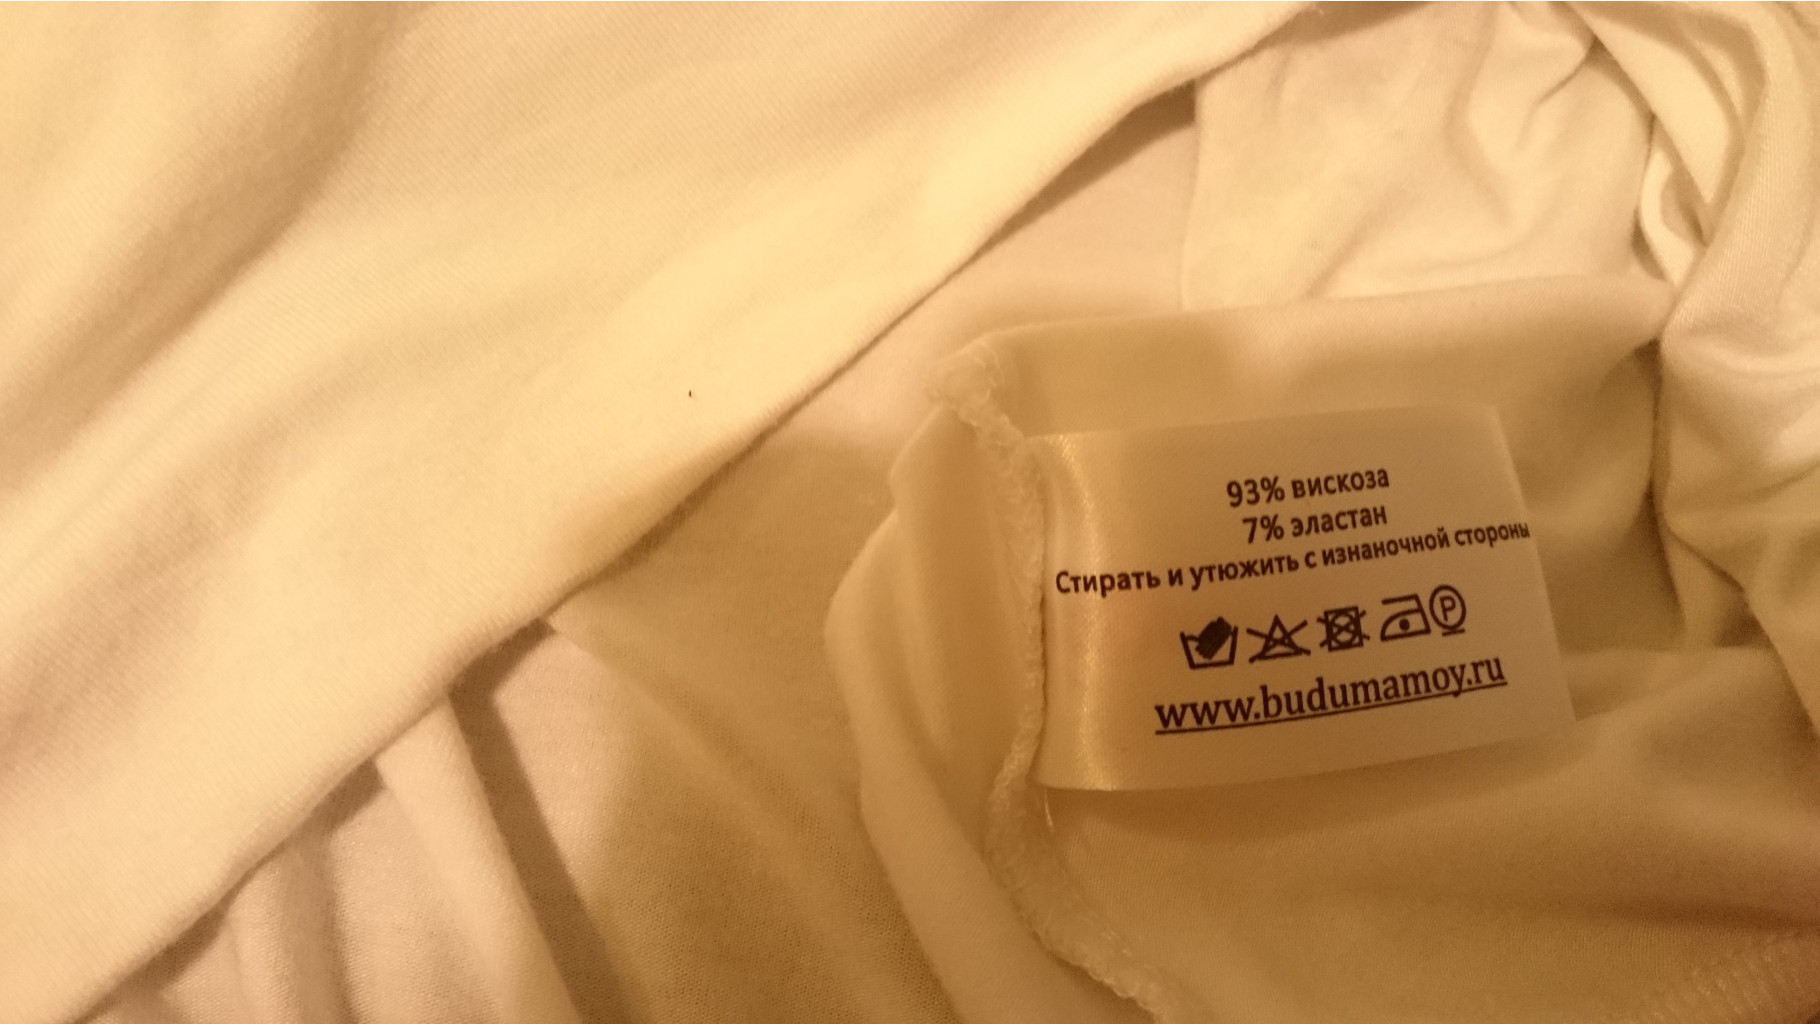 93% вискоза
7% эластан
Стирать и утюжить с изнаночной стороны
P
www.budumamoy.ru